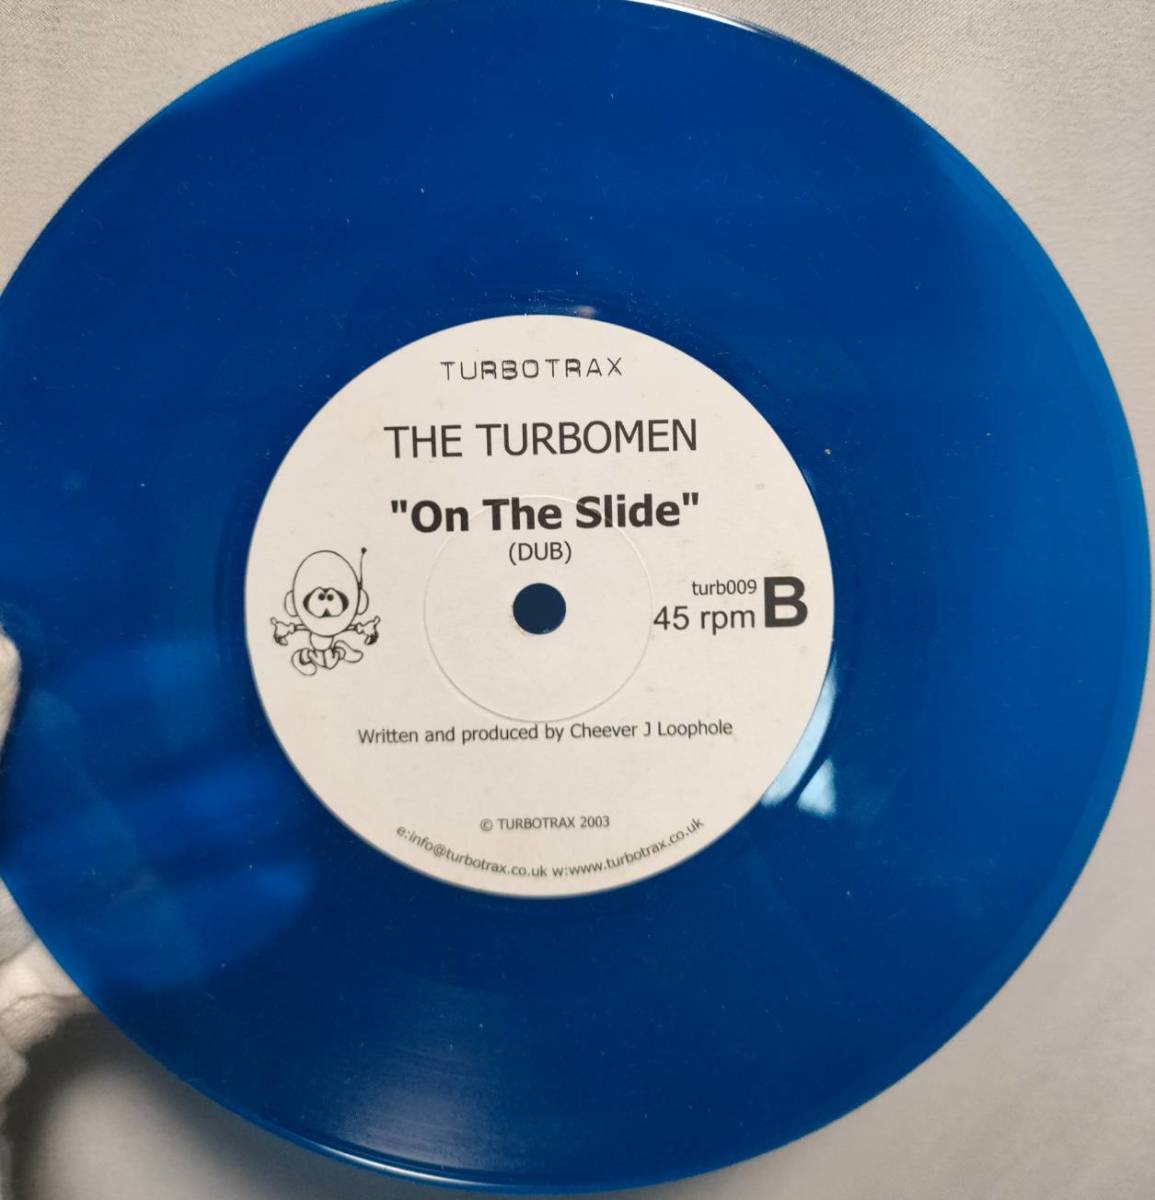 TURBOTRAX
THE TURBOMEN
"On The Slide"
(DUB)
turb009
45 rpm B
Written and produced by Cheever J Loophole
© TURBOTRAX 2003
e:info@turbotrax.co.uk w:www.turbotrax.co.uk